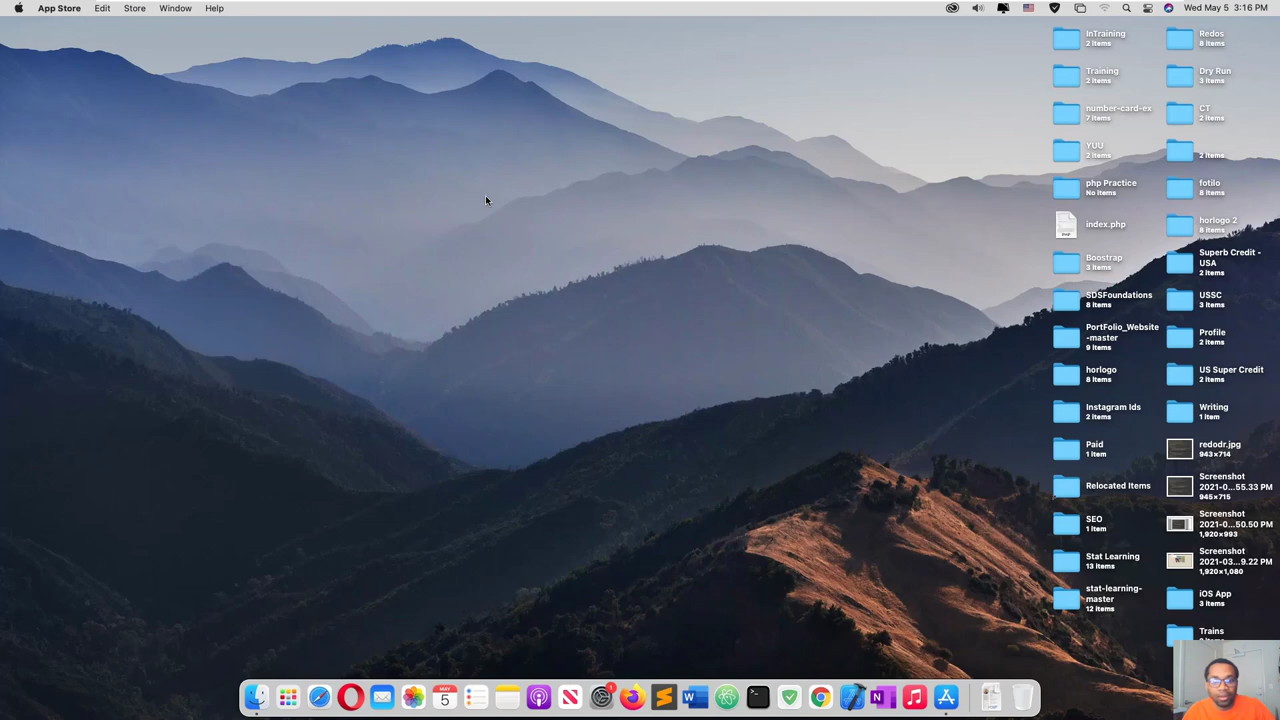 App Store Edit Store Window Help
Wed May 5 3:16 PM
InTraining
2 items
Training
2 items
number-card-ex
7 items
YUU
2 items
php Practice
No items
index.php
Boostrap
3 items
SDSFoundations
8 items
PortFolio_Website
-master
9 items
horlogo
8 items
Instagram Ids
2 items
Paid
1 item
Relocated Items
SEO
1 item
Stat Learning
13 items
stat-learning-
master
12 items
Redos
8 items
Dry Run
3 items
CT
2 items
2 items
fotilo
8 items
horlogo 2
8 items
Superb Credit -
USA
2 items
USSC
3 items
Profile
2 items
US Super Credit
2 items
Writing
1 item
redodr.jpg
943×714
Screenshot
2021-0...55.33 PM
945×715
Screenshot
2021-0...50.50 PM
1,920×993
Screenshot
2021-03...9.22 PM
1,920×1,080
iOS App
3 items
Trains
MAY
5
1